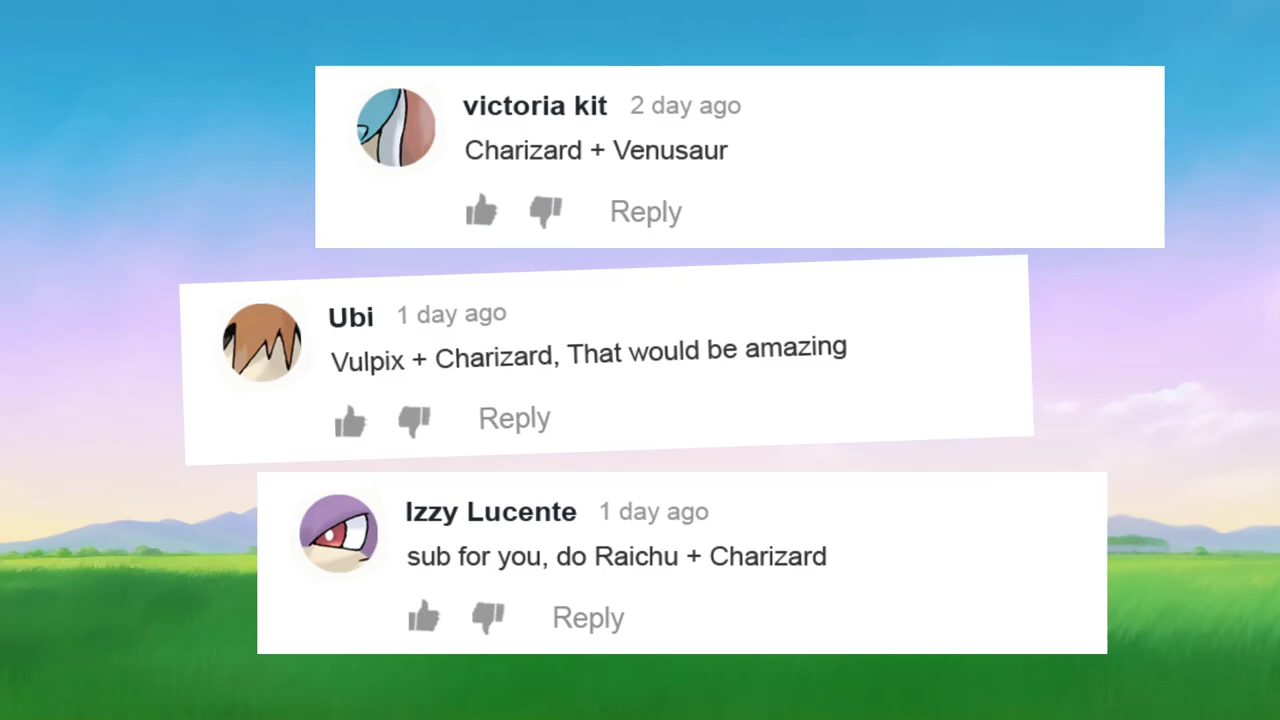 victoria kit 2 day ago
Charizard + Venusaur
Reply
Ubi 1 day ago
Vulpix + Charizard, That would be amazing
Reply
Izzy Lucente 1 day ago
sub for you, do Raichu + Charizard
Reply